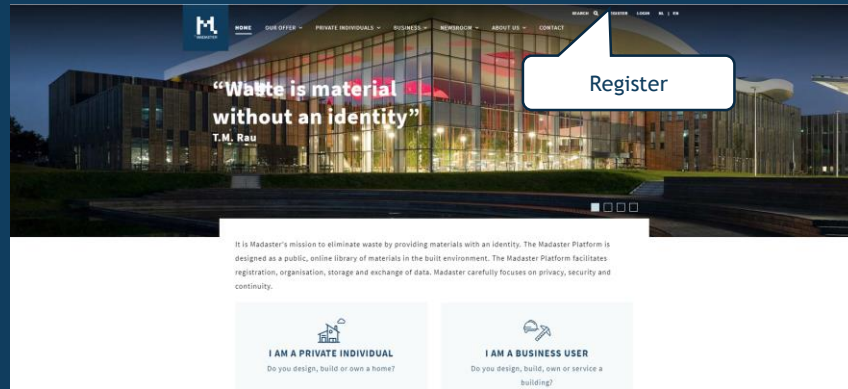 SEARCH REGISTER LOGIN NL | EN
M.
MADASTER
HOME OUR OFFER PRIVATE INDIVIDUALS BUSINESS NEWSROOM ABOUT US CONTACT
Register
“Waste is material
without an identity”
T.M. Rau
It is Madaster's mission to eliminate waste by providing materials with an identity. The Madaster Platform is
designed as a public, online library of materials in the built environment. The Madaster Platform facilitates
registration, organisation, storage and exchange of data. Madaster carefully focuses on privacy, security and
continuity.
I AM A PRIVATE INDIVIDUAL
Do you design, build or own a home?
I AM A BUSINESS USER
Do you design, build, own or service a
building?